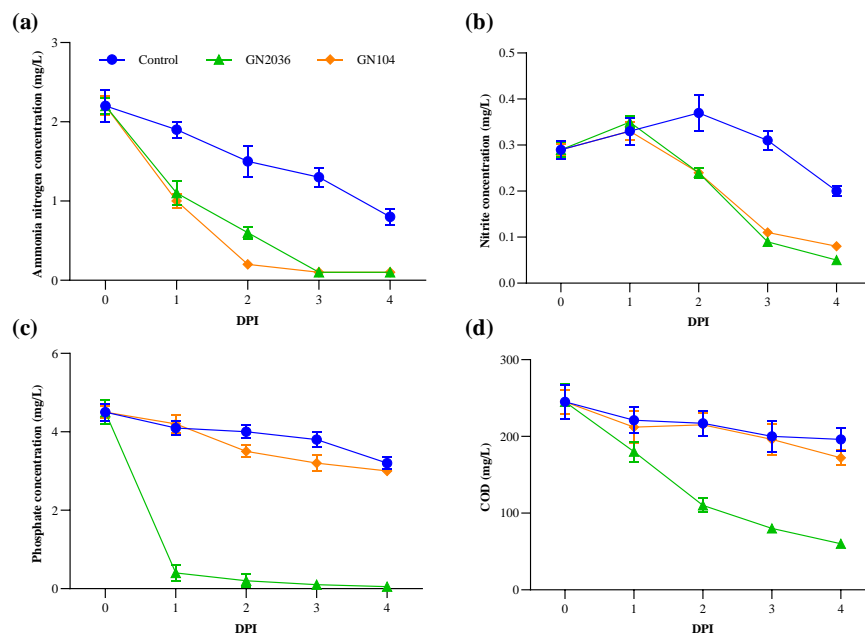 (a)
Ammonia nitrogen concentration (mg/L)
3
2
1
0
Control
GN2036
GN104
0 1 2 3 4
DPI
(b)
Nitrite concentration (mg/L)
0.5
0.4
0.3
0.2
0.1
0.0
0 1 2 3 4
DPI
(c)
Phosphate concentration (mg/L)
6
4
2
0
0 1 2 3 4
DPI
(d)
COD (mg/L)
300
200
100
0
0 1 2 3 4
DPI